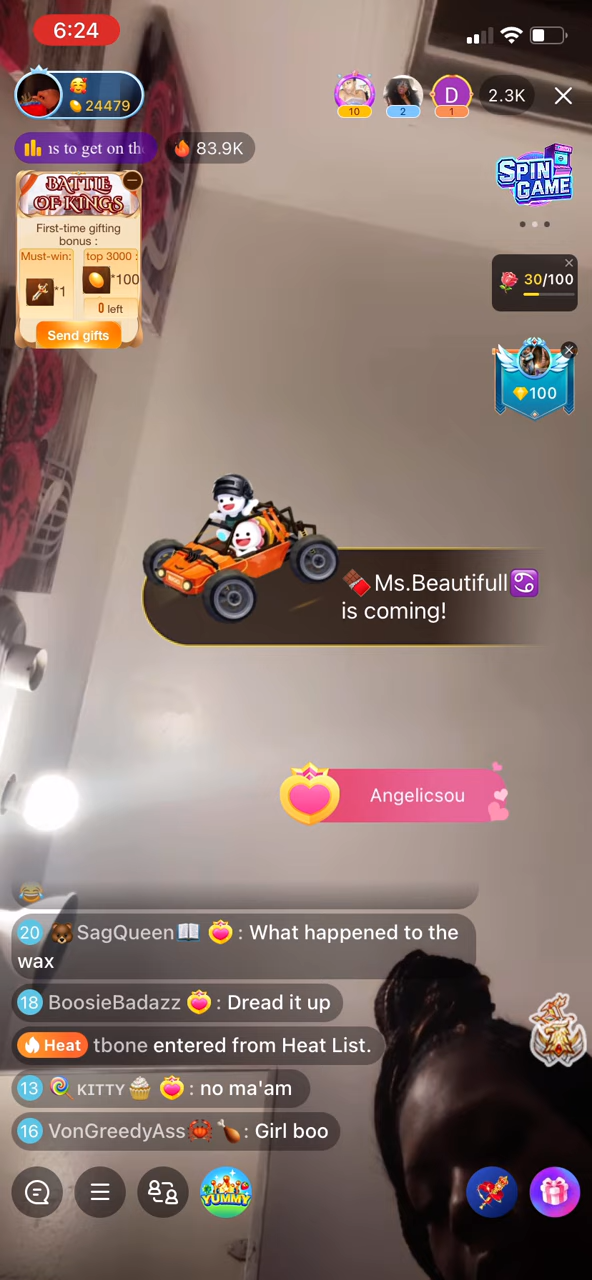 6:24
🥰
24479
10
2
D
1
2.3K
ns to get on th
83.9K
SPIN
GAME
BATTLE
OF KINGS
First-time gifting
bonus :
Must-win:
top 3000 :
*1
*100
0 left
Send gifts
30/100
100
🍫Ms.Beautifull♋
is coming!
Angelicsou
😂
20 🐻SagQueen📖 : What happened to the
wax
18 BoosieBadazz : Dread it up
Heat tbone entered from Heat List.
13 🍭ᴋɪᴛᴛʏ🧁 : no ma'am
16 VonGreedyAss🦀🍗: Girl boo
YUMMY